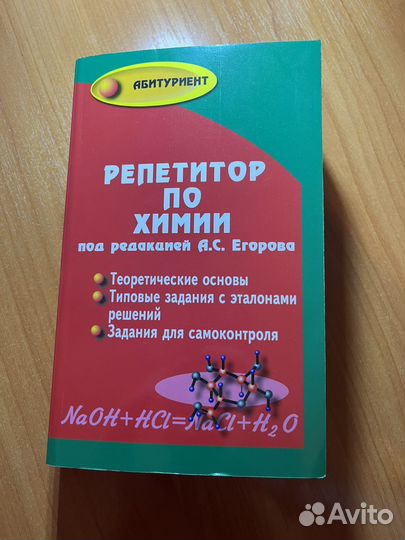 АБИТУРИЕНТ
РЕПЕТИТОР
ПО
ХИМИИ
под редакцией А.С. Егорова
Теоретические основы
Типовые задания с эталонами
решений
Задания для самоконтроля
NaOH+HCl=NaCl+H₂O
Avito